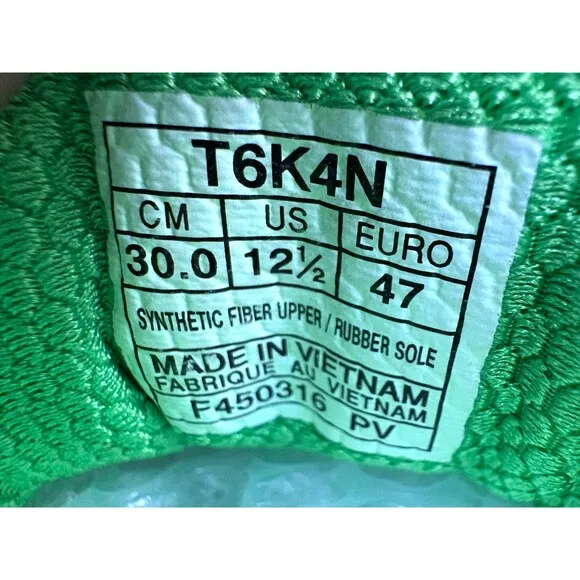 T6K4N
CM US EURO
30.0 12½ 47
SYNTHETIC FIBER UPPER / RUBBER SOLE
MADE IN VIETNAM
FABRIQUE AU VIETNAM
F450316 PV